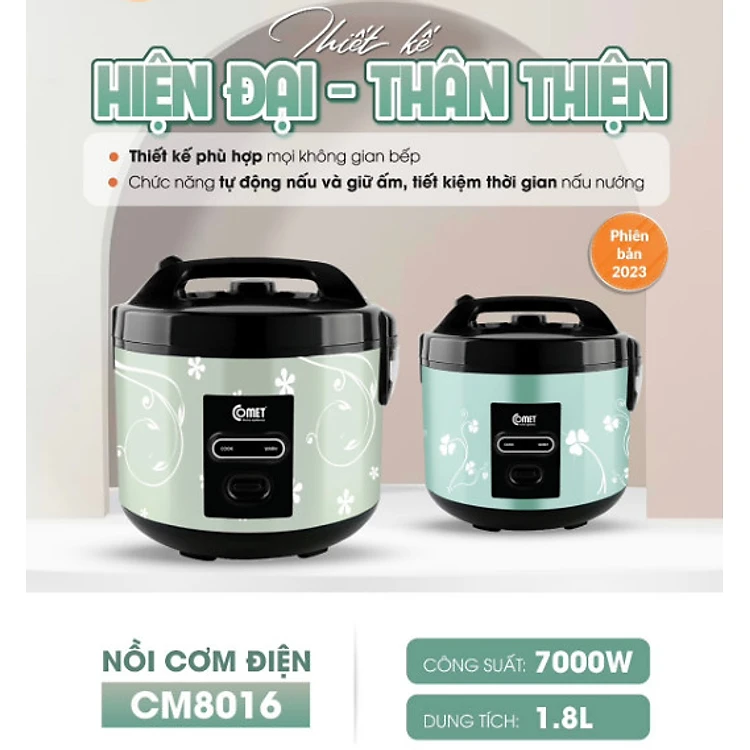 Thiết kế
HIỆN ĐẠI - THÂN THIỆN
Thiết kế phù hợp mọi không gian bếp
Chức năng tự động nấu và giữ ấm, tiết kiệm thời gian nấu nướng
Phiên
bản
2023
COMET
COOK WARM
COMET
COOK WARM
NỒI CƠM ĐIỆN
CM8016
CÔNG SUẤT: 7000W
DUNG TÍCH: 1.8L